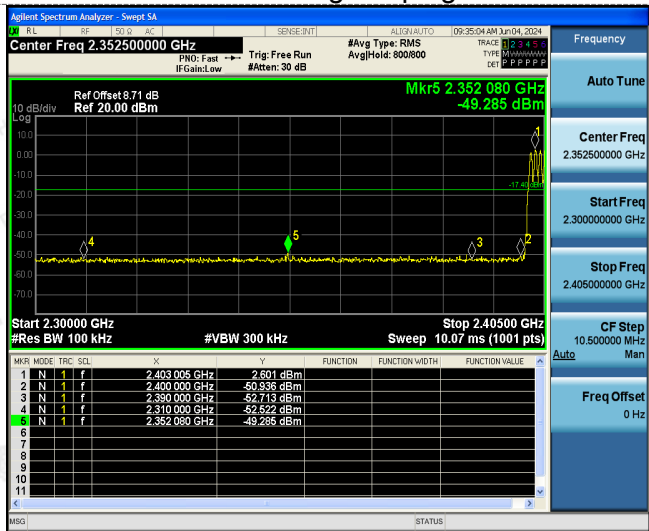 Agilent Spectrum Analyzer - Swept SA
RL RF 50 Ω AC SENSE:INT ALIGN AUTO 09:35:04 AM Jun 04, 2024
Center Freq 2.352500000 GHz
PNO: Fast
IFGain:Low
Trig: Free Run
#Atten: 30 dB
#Avg Type: RMS
Avg|Hold: 800/800
TRACE 1 2 3 4 5 6
TYPE M
DET P P P P P P
Ref Offset 8.71 dB
Ref 20.00 dBm
10 dB/div
Log
Mkr5 2.352 080 GHz
-49.285 dBm
10.0
0.00
-10.0
-20.0
-30.0
-40.0
-50.0
-60.0
-70.0
-17.40 dBm
1
2
3
4
5
Start 2.30000 GHz
#Res BW 100 kHz
#VBW 300 kHz
Stop 2.40500 GHz
Sweep 10.07 ms (1001 pts)
MKR MODE TRC SCL X Y FUNCTION FUNCTION WIDTH FUNCTION VALUE
1 N 1 f 2.403 005 GHz 2.601 dBm
2 N 1 f 2.400 000 GHz -50.936 dBm
3 N 1 f 2.390 000 GHz -52.713 dBm
4 N 1 f 2.310 000 GHz -52.522 dBm
5 N 1 f 2.352 080 GHz -49.285 dBm
6
7
8
9
10
11
MSG STATUS
Frequency
Auto Tune
Center Freq
2.352500000 GHz
Start Freq
2.300000000 GHz
Stop Freq
2.405000000 GHz
CF Step
10.500000 MHz
Auto Man
Freq Offset
0 Hz